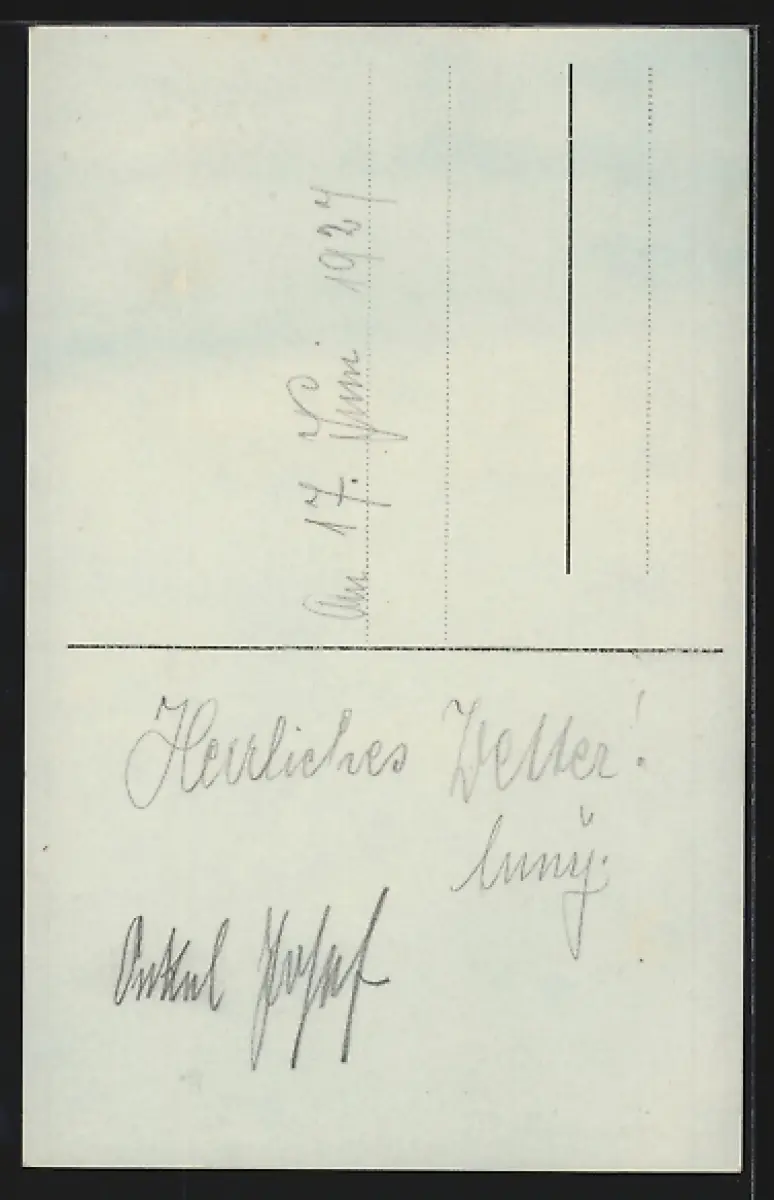 Am 17. Juni 1927
Herrliches Wetter!
Onkel Josef